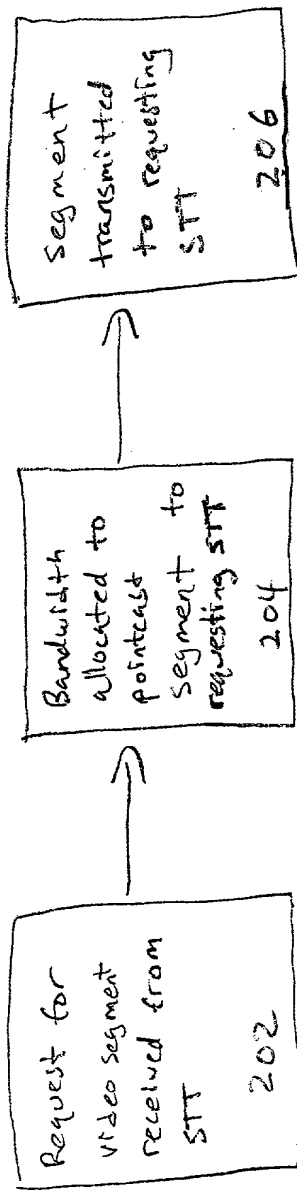 Request for
video segment
received from
STT
202
Bandwidth
allocated to
pointcast
segment to
requesting STT
204
segment
transmitted
to requesting
STT
206